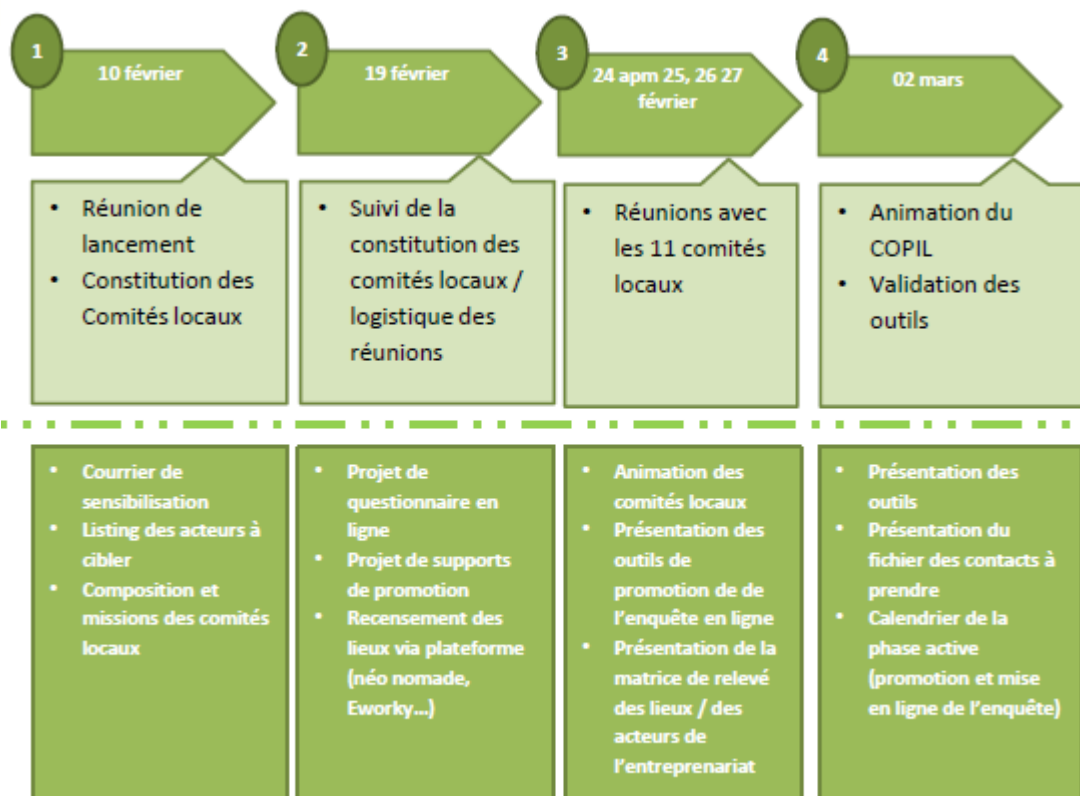 1
10 février
2
19 février
3
24 apm 25, 26 27
février
4
02 mars
• Réunion de
lancement
• Constitution des
Comités locaux
• Suivi de la
constitution des
comités locaux /
logistique des
réunions
• Réunions avec
les 11 comités
locaux
• Animation du
COPIL
• Validation des
outils
• Courrier de
sensibilisation
• Listing des acteurs à
cibler
• Composition et
missions des comités
locaux
• Projet de
questionnaire en
ligne
• Projet de supports
de promotion
• Recensement des
lieux via plateforme
(néo nomade,
Eworky...)
• Animation des
comités locaux
• Présentation des
outils de
promotion de de
l'enquête en ligne
• Présentation de la
matrice de relevé
des lieux / des
acteurs de
l'entreprenariat
• Présentation des
outils
• Présentation du
fichier des contacts à
prendre
• Calendrier de la
phase active
(promotion et mise
en ligne de l'enquête)